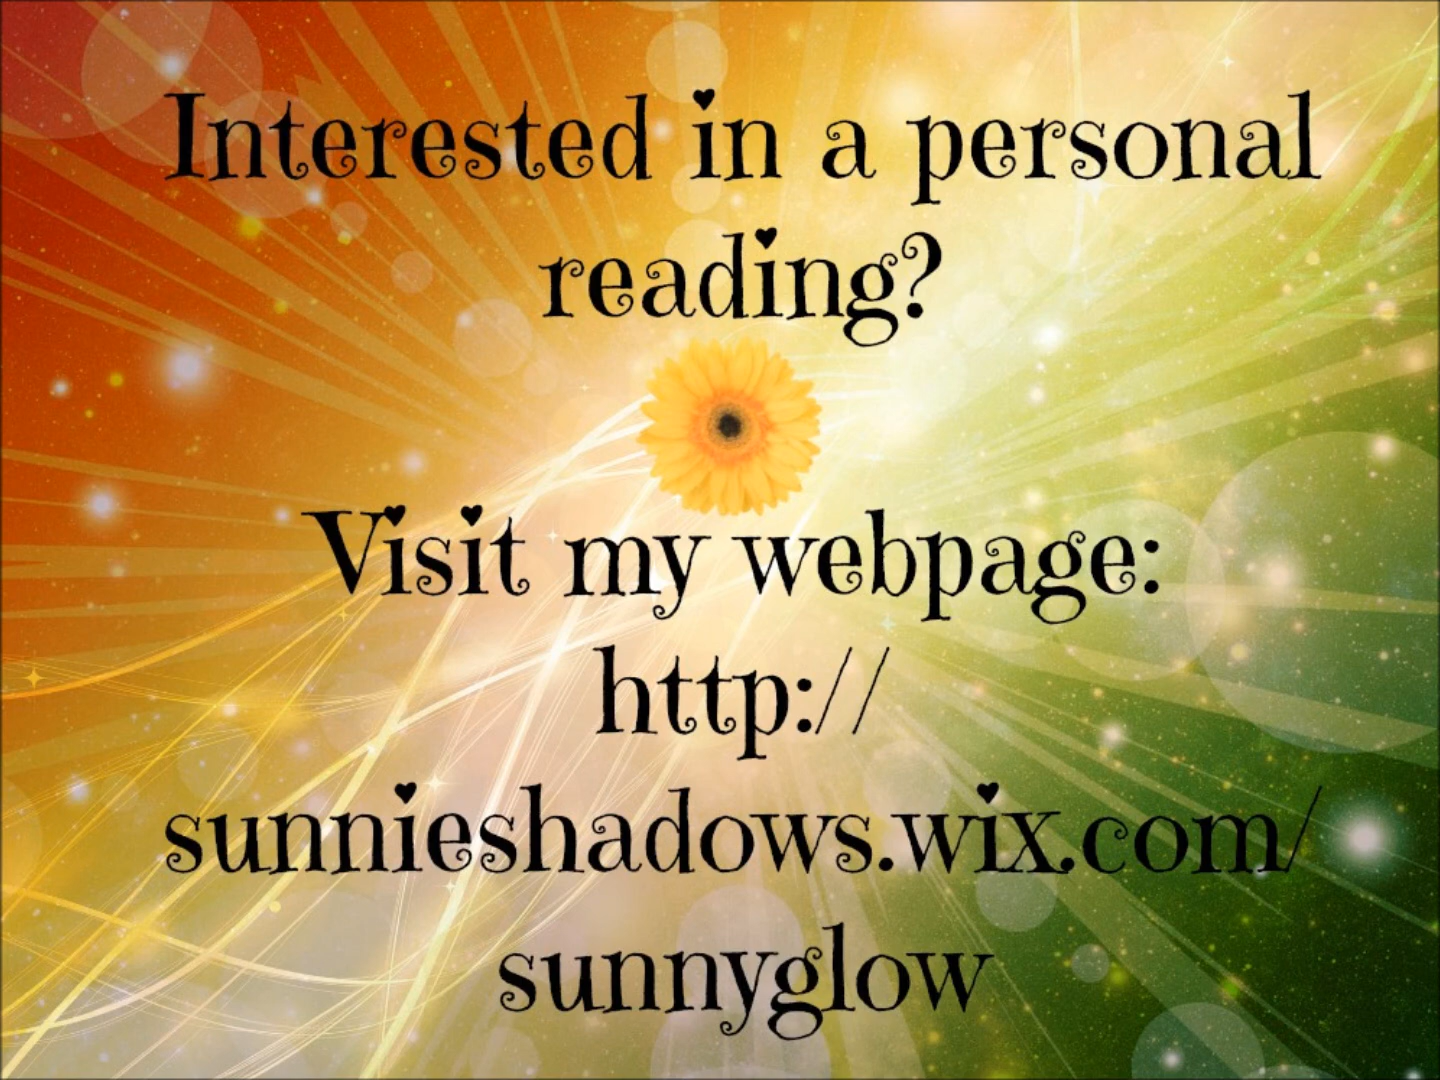 Interested in a personal
reading?
Visit my webpage:
http://
sunnieshadows.wix.com/
sunnyglow